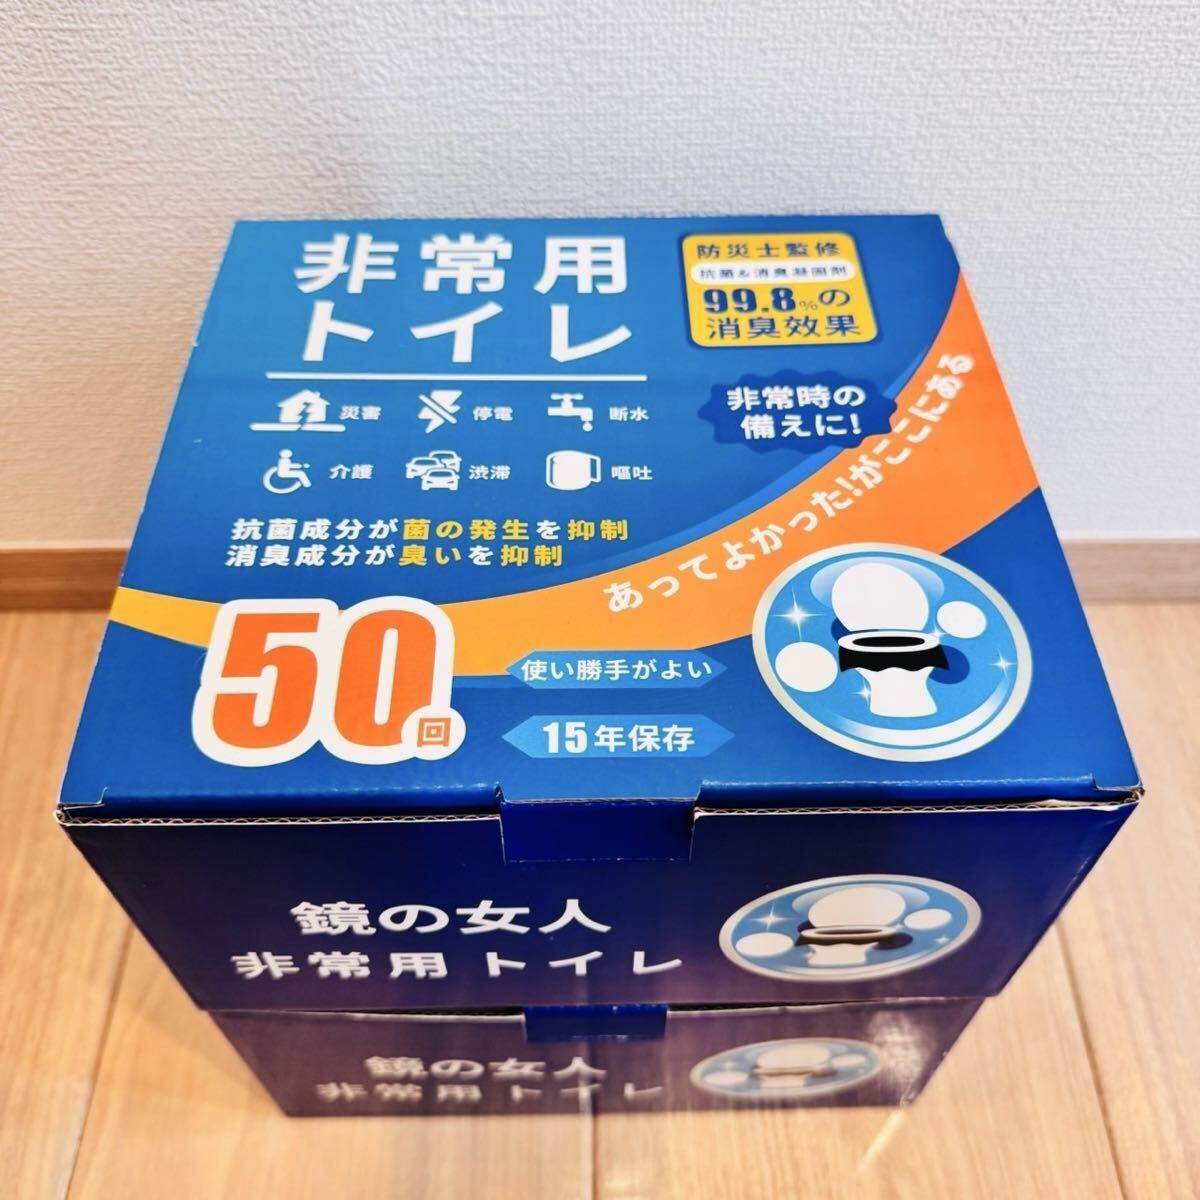 非常用
トイレ
防災士監修
抗菌&消臭凝固剤
99.8%の
消臭効果
災害
停電
断水
介護
渋滞
嘔吐
非常時の
備えに!
あってよかった!がここにある
抗菌成分が菌の発生を抑制
消臭成分が臭いを抑制
50回
使い勝手がよい
15年保存
鏡の女人
非常用トイレ
鏡の女人
非常用トイレ